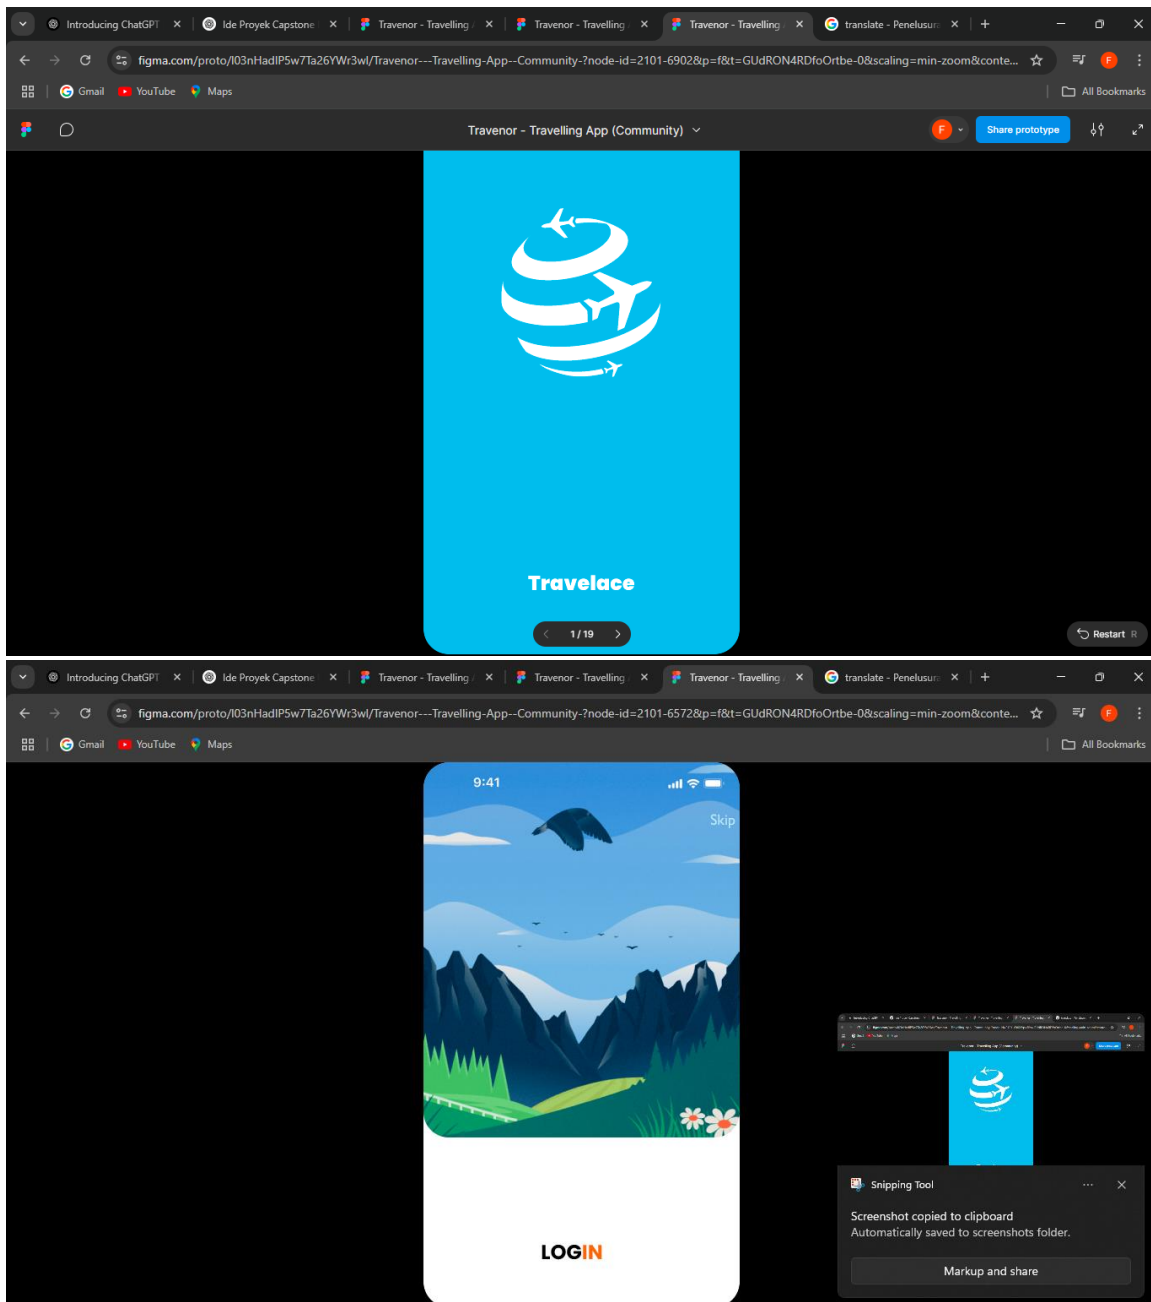 Introducing ChatGPT
Ide Proyek Capstone
Travenor - Travelling A
Travenor - Travelling
Travenor - Travelling
translate - Penelusura
figma.com/proto/I03nHadIP5w7Ta26YWr3wl/Travenor---Travelling-App--Community-?node-id=2101-6902&p=f&t=GUdRON4RDfoOrtbe-0&scaling=min-zoom&conte...
F
Gmail
YouTube
Maps
All Bookmarks
Travenor - Travelling App (Community)
F
Share prototype
Travelace
1 / 19
Restart R
Introducing ChatGPT
Ide Proyek Capstone
Travenor - Travelling A
Travenor - Travelling
Travenor - Travelling
translate - Penelusura
figma.com/proto/I03nHadIP5w7Ta26YWr3wl/Travenor---Travelling-App--Community-?node-id=2101-6572&p=f&t=GUdRON4RDfoOrtbe-0&scaling=min-zoom&conte...
F
Gmail
YouTube
Maps
All Bookmarks
9:41
Skip
Snipping Tool
Screenshot copied to clipboard
Automatically saved to screenshots folder.
Markup and share
LOGIN